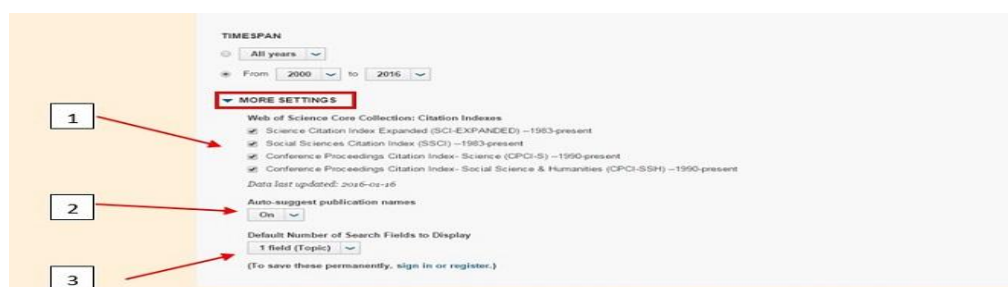 TIMESPAN
All years
From 2000 to 2016
MORE SETTINGS
Web of Science Core Collection: Citation Indexes
1
Science Citation Index Expanded (SCI-EXPANDED) --1983-present
Social Sciences Citation Index (SSCI) --1983-present
Conference Proceedings Citation Index- Science (CPCI-S) --1990-present
Conference Proceedings Citation Index- Social Science & Humanities (CPCI-SSH) --1990-present
Data last updated: 2016-01-16
Auto-suggest publication names
2
On
Default Number of Search Fields to Display
1 field (Topic)
(To save these permanently, sign in or register.)
3